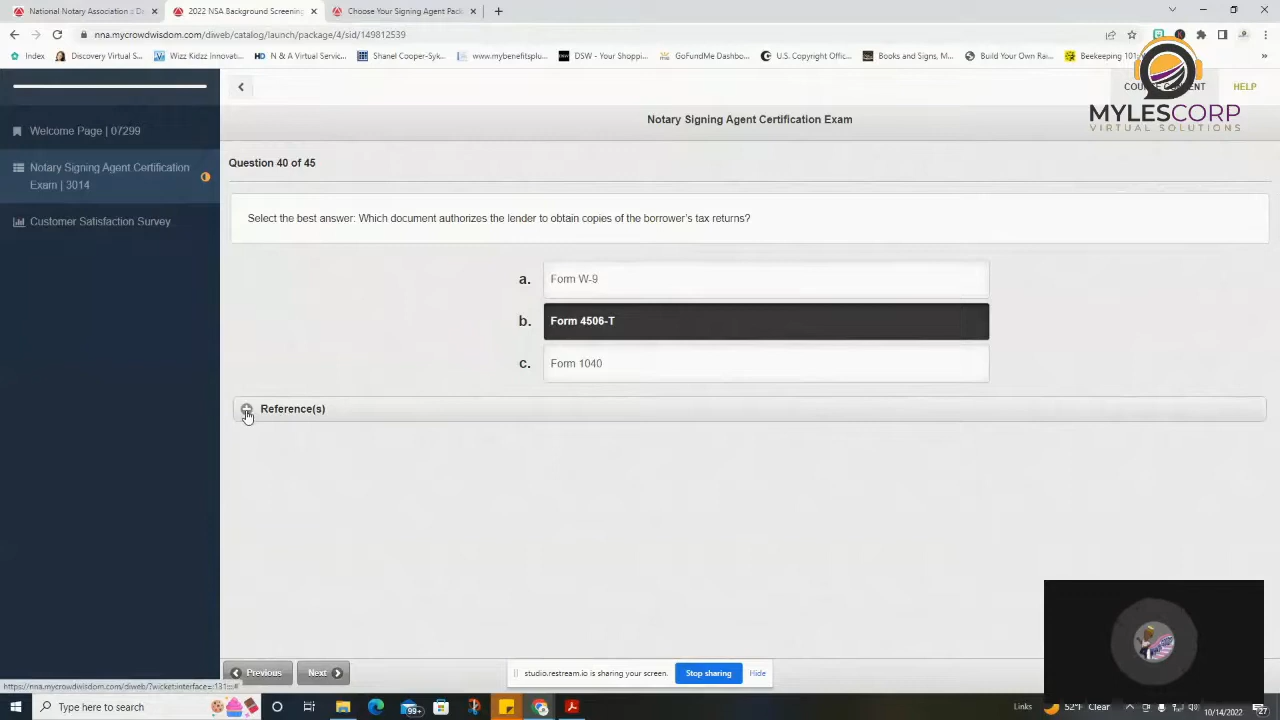 National Notary Association > Da
2022 NSA Background Screening
Choose Your Signing Agent Packa
nna.mycrowdwisdom.com/diweb/catalog/launch/package/4/sid/149812539
Index
Discovery Virtual S...
Wizz Kidzz Innovati...
N & A Virtual Servic...
Shanel Cooper-Syk...
www.mybenefitsplu...
DSW - Your Shoppi...
GoFundMe Dashbo...
U.S. Copyright Offic...
Books and Signs, M...
Build Your Own Rai...
Beekeeping 101:
COURSE CONTENT
HELP
MYLESCORP
VIRTUAL SOLUTIONS
Welcome Page | 07299
Notary Signing Agent Certification
Exam | 3014
Customer Satisfaction Survey
Notary Signing Agent Certification Exam
Question 40 of 45
Select the best answer: Which document authorizes the lender to obtain copies of the borrower's tax returns?
a. Form W-9
b. Form 4506-T
c. Form 1040
Reference(s)
Previous
Next
studio.restream.io is sharing your screen.
Stop sharing
Hide
Type here to search
99+
Links
52°F Clear
10/14/2022